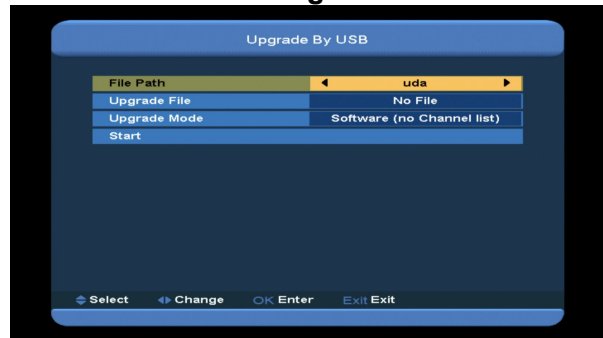 Upgrade By USB
File Path uda
Upgrade File No File
Upgrade Mode Software (no Channel list)
Start
Select Change OK Enter Exit Exit